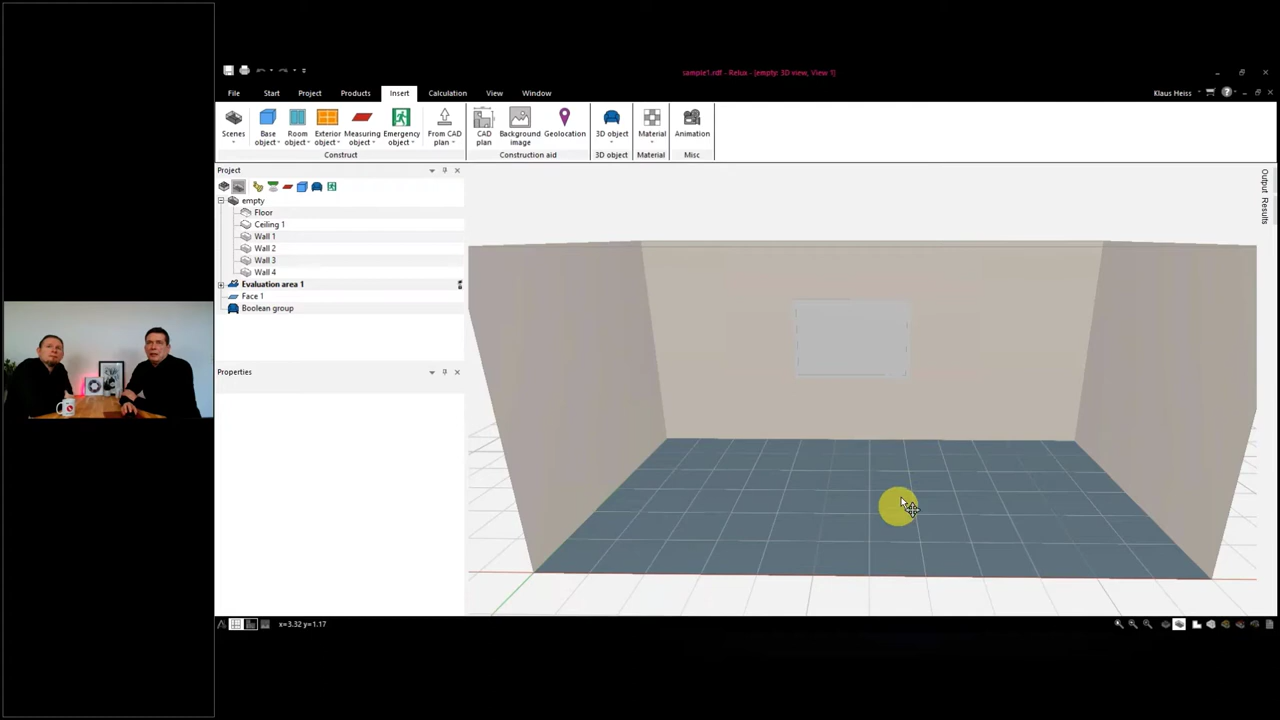 sample1.rdf - Relux - [empty: 3D view, View 1]
File Start Project Products Insert Calculation View Window Klaus Heiss
Scenes Base object Room object Exterior object Measuring object Emergency object From CAD plan CAD plan Background image Geolocation 3D object Material Animation
Construct Construction aid 3D object Material Misc
Project
empty
Floor
Ceiling 1
Wall 1
Wall 2
Wall 3
Wall 4
Evaluation area 1
Face 1
Boolean group
Properties
Output Results
x=3.32 y=1.17